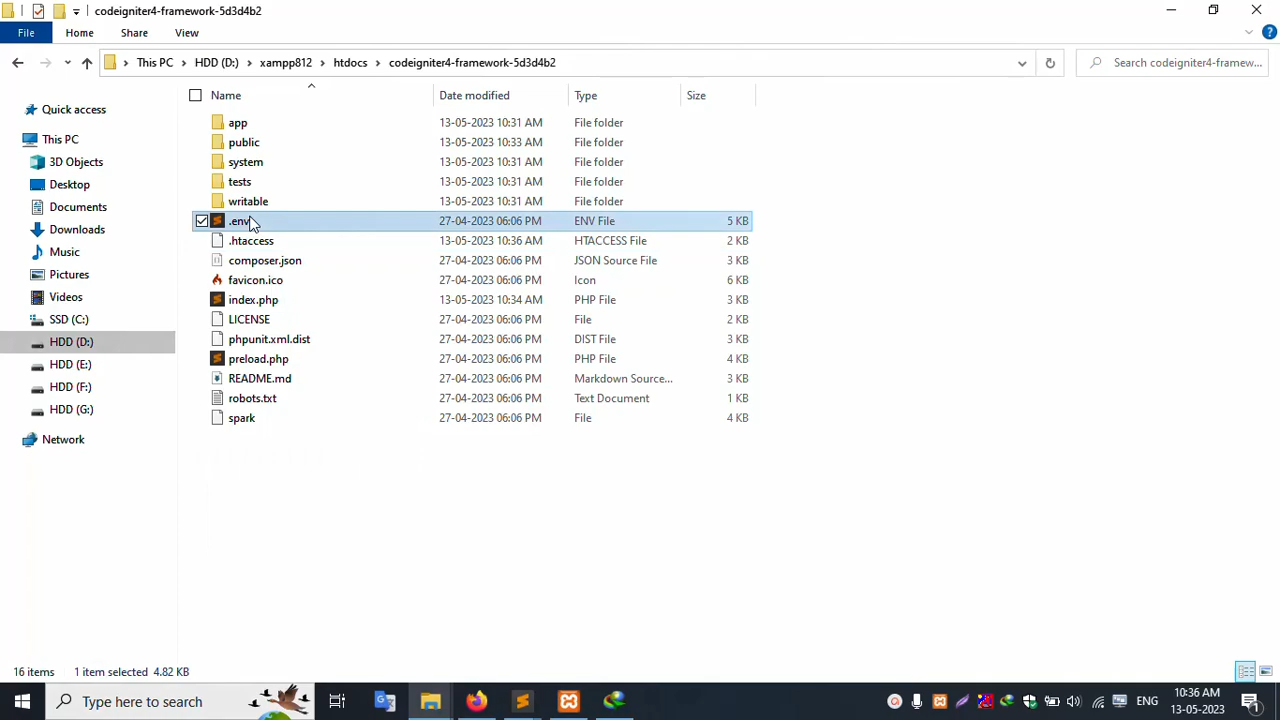 codeigniter4-framework-5d3d4b2
File Home Share View
This PC HDD (D:) xampp812 htdocs codeigniter4-framework-5d3d4b2 Search codeigniter4-framew...
Name Date modified Type Size
Quick access
This PC
3D Objects
Desktop
Documents
Downloads
Music
Pictures
Videos
SSD (C:)
HDD (D:)
HDD (E:)
HDD (F:)
HDD (G:)
Network
app 13-05-2023 10:31 AM File folder
public 13-05-2023 10:33 AM File folder
system 13-05-2023 10:31 AM File folder
tests 13-05-2023 10:31 AM File folder
writable 13-05-2023 10:31 AM File folder
.env 27-04-2023 06:06 PM ENV File 5 KB
.htaccess 13-05-2023 10:36 AM HTACCESS File 2 KB
composer.json 27-04-2023 06:06 PM JSON Source File 3 KB
favicon.ico 27-04-2023 06:06 PM Icon 6 KB
index.php 13-05-2023 10:34 AM PHP File 3 KB
LICENSE 27-04-2023 06:06 PM File 2 KB
phpunit.xml.dist 27-04-2023 06:06 PM DIST File 3 KB
preload.php 27-04-2023 06:06 PM PHP File 4 KB
README.md 27-04-2023 06:06 PM Markdown Source... 3 KB
robots.txt 27-04-2023 06:06 PM Text Document 1 KB
spark 27-04-2023 06:06 PM File 4 KB
16 items 1 item selected 4.82 KB
Type here to search
ENG
10:36 AM
13-05-2023
1